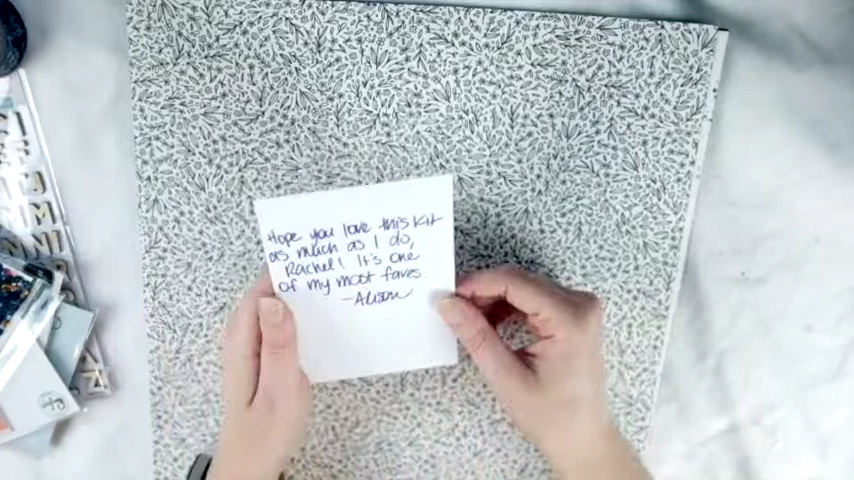 Hope you love this kit
as much as I do,
Rachel! It's one
of my most faves.
-Alison